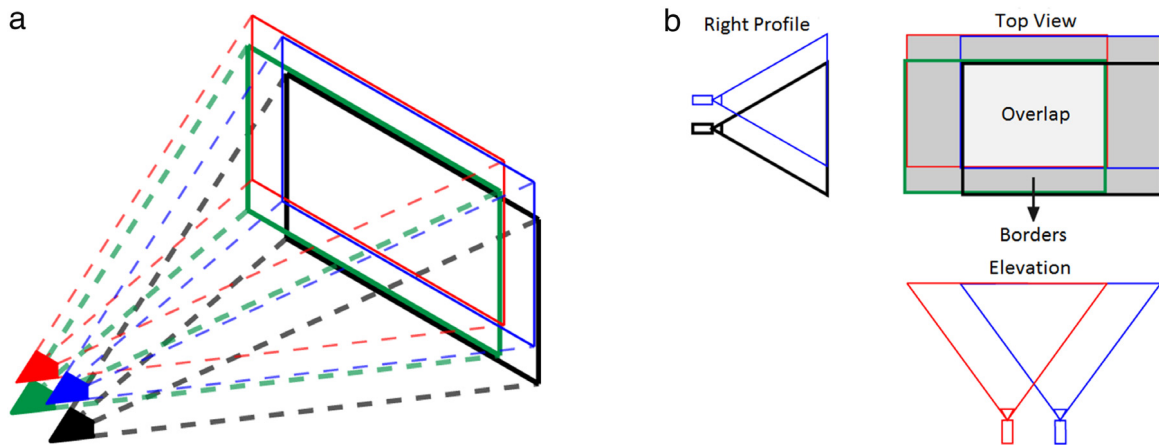 a
b
Right Profile
Top View
Overlap
Borders
Elevation